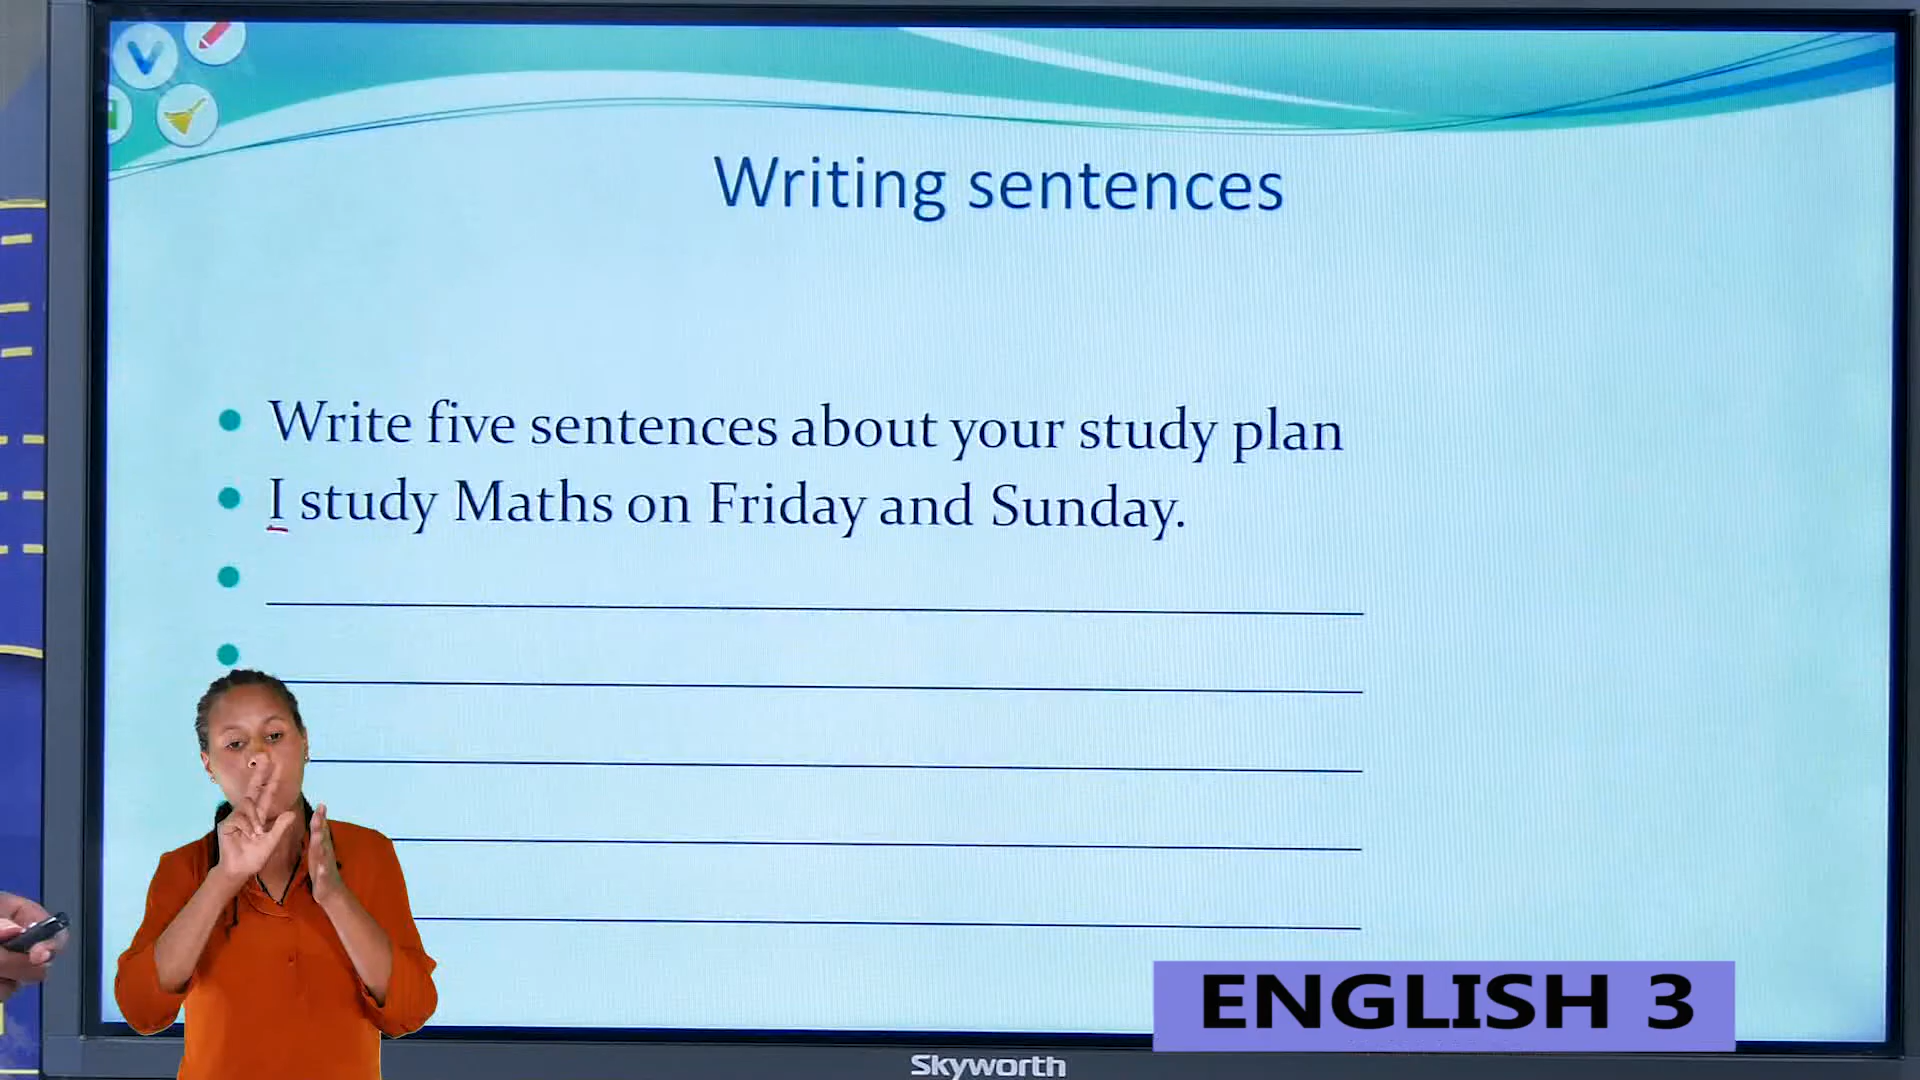 Writing sentences
Write five sentences about your study plan
I study Maths on Friday and Sunday.
ENGLISH 3
Skyworth